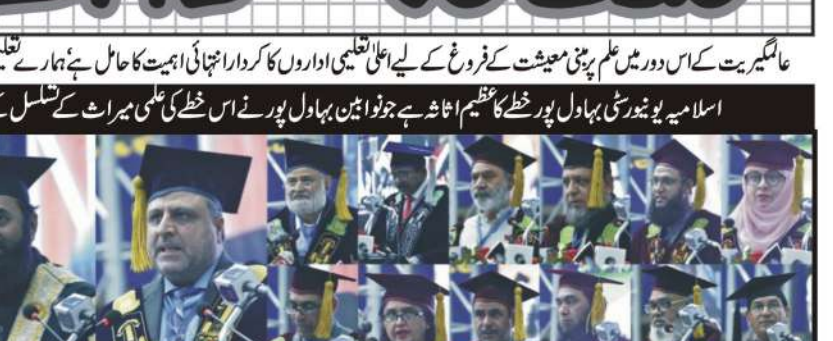 عالمگیریت کے اس دور میں علم پر مبنی معیشت کے فروغ کے لیے اعلیٰ تعلیمی اداروں کا کردار انتہائی اہمیت کا حامل ہے، ہمارے
اسلامیہ یونیورسٹی بہاول پور خطے کا عظیم اثاثہ ہے جو نوابین بہاول پور نے اس خطے کی علمی میراث کے تسلسل